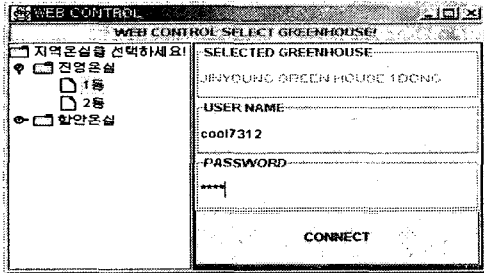 WEB CONTROL
WEB CONTROL SELECT GREENHOUSE!
지역온실을 선택하세요!
진영온실
1동
2동
함안온실
SELECTED GREENHOUSE
JINYOUNG GREEN HOUSE 1DONG
USER NAME
cool7312
PASSWORD
****
CONNECT